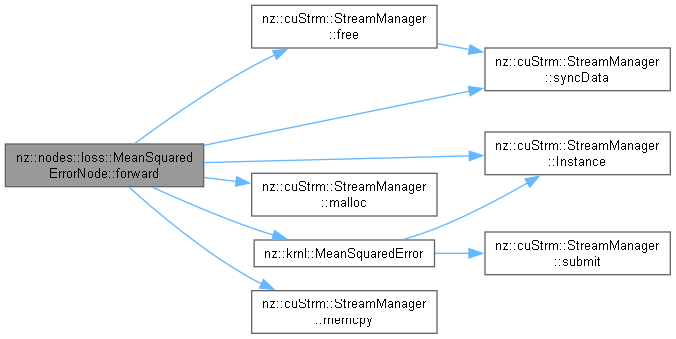 nz::cuStrm::StreamManager
::free
nz::cuStrm::StreamManager
::syncData
nz::nodes::loss::MeanSquared
ErrorNode::forward
nz::cuStrm::StreamManager
::Instance
nz::cuStrm::StreamManager
::malloc
nz::krnl::MeanSquaredError
nz::cuStrm::StreamManager
::submit
nz::cuStrm::StreamManager
::memcpy